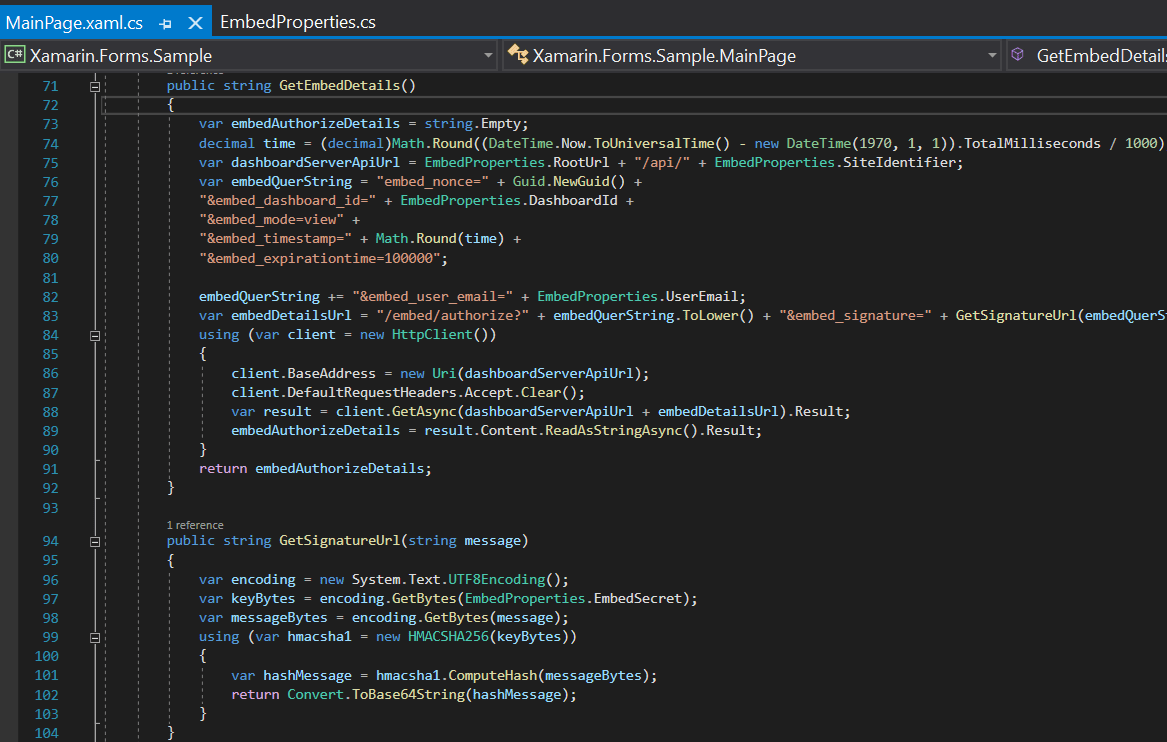 MainPage.xaml.cs EmbedProperties.cs
C# Xamarin.Forms.Sample Xamarin.Forms.Sample.MainPage GetEmbedDetails
71 public string GetEmbedDetails()
72 {
73 var embedAuthorizeDetails = string.Empty;
74 decimal time = (decimal)Math.Round((DateTime.Now.ToUniversalTime() - new DateTime(1970, 1, 1)).TotalMilliseconds / 1000)
75 var dashboardServerApiUrl = EmbedProperties.RootUrl + "/api/" + EmbedProperties.SiteIdentifier;
76 var embedQuerString = "embed_nonce=" + Guid.NewGuid() +
77 "&embed_dashboard_id=" + EmbedProperties.DashboardId +
78 "&embed_mode=view" +
79 "&embed_timestamp=" + Math.Round(time) +
80 "&embed_expirationtime=100000";
81
82 embedQuerString += "&embed_user_email=" + EmbedProperties.UserEmail;
83 var embedDetailsUrl = "/embed/authorize?" + embedQuerString.ToLower() + "&embed_signature=" + GetSignatureUrl(embedQuerS
84 using (var client = new HttpClient())
85 {
86 client.BaseAddress = new Uri(dashboardServerApiUrl);
87 client.DefaultRequestHeaders.Accept.Clear();
88 var result = client.GetAsync(dashboardServerApiUrl + embedDetailsUrl).Result;
89 embedAuthorizeDetails = result.Content.ReadAsStringAsync().Result;
90 }
91 return embedAuthorizeDetails;
92 }
93
1 reference
94 public string GetSignatureUrl(string message)
95 {
96 var encoding = new System.Text.UTF8Encoding();
97 var keyBytes = encoding.GetBytes(EmbedProperties.EmbedSecret);
98 var messageBytes = encoding.GetBytes(message);
99 using (var hmacsha1 = new HMACSHA256(keyBytes))
100 {
101 var hashMessage = hmacsha1.ComputeHash(messageBytes);
102 return Convert.ToBase64String(hashMessage);
103 }
104 }